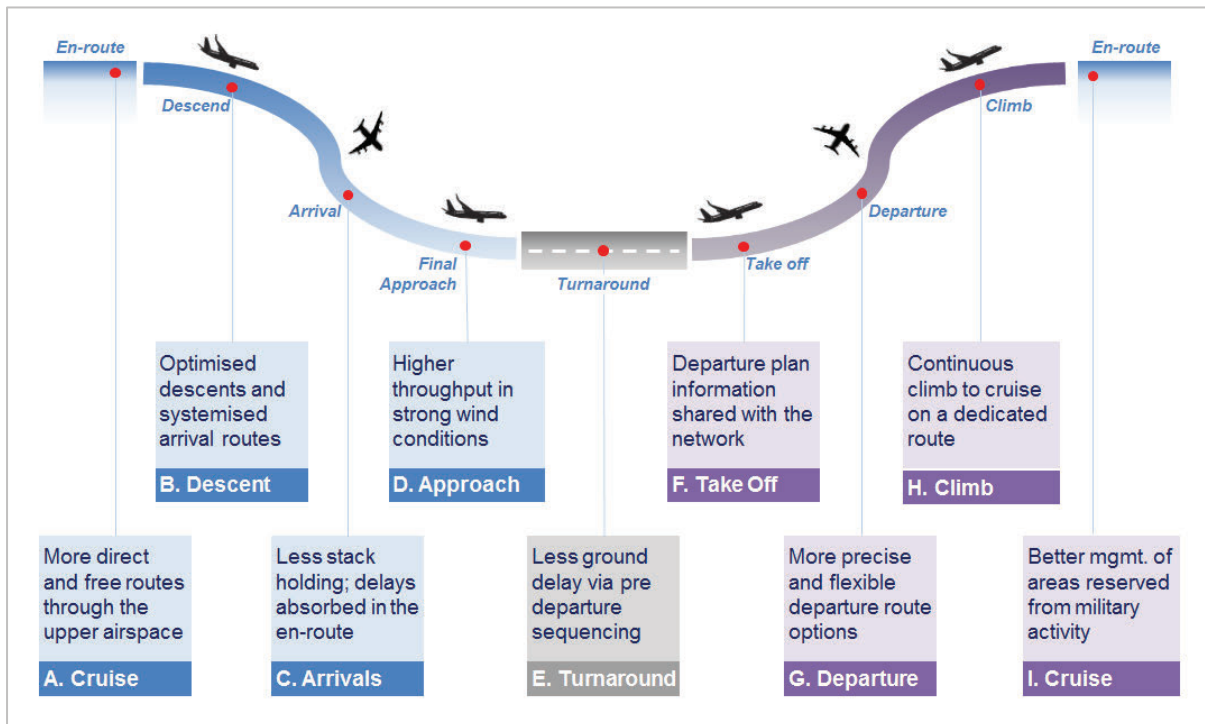 En-route
En-route
Descend
Climb
Arrival
Departure
Final
Approach
Turnaround
Take off
Optimised
descents and
systemised
arrival routes
B. Descent
Higher
throughput in
strong wind
conditions
D. Approach
Departure plan
information
shared with the
network
F. Take Off
Continuous
climb to cruise
on a dedicated
route
H. Climb
More direct
and free routes
through the
upper airspace
A. Cruise
Less stack
holding; delays
absorbed in the
en-route
C. Arrivals
Less ground
delay via pre
departure
sequencing
E. Turnaround
More precise
and flexible
departure route
options
G. Departure
Better mgmt. of
areas reserved
from military
activity
I. Cruise